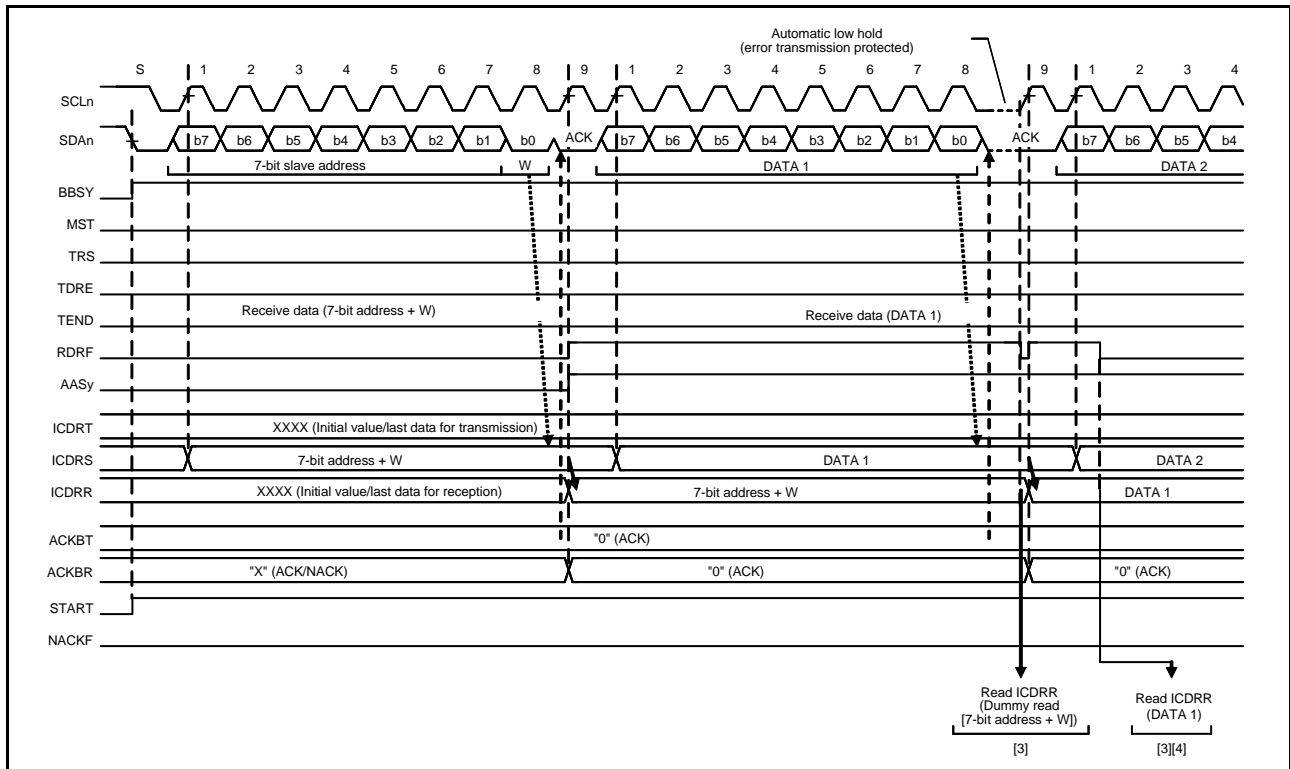 Automatic low hold
(error transmission protected)
S 1 2 3 4 5 6 7 8 9 1 2 3 4 5 6 7 8 9 1 2 3 4
SCLn
SDAn b7 b6 b5 b4 b3 b2 b1 b0 ACK b7 b6 b5 b4 b3 b2 b1 b0 ACK b7 b6 b5 b4
7-bit slave address W DATA 1 DATA 2
BBSY
MST
TRS
TDRE
Receive data (7-bit address + W) Receive data (DATA 1)
TEND
RDRF
AASy
ICDRT XXXX (Initial value/last data for transmission)
ICDRS 7-bit address + W DATA 1 DATA 2
ICDRR XXXX (Initial value/last data for reception) 7-bit address + W DATA 1
ACKBT "0" (ACK)
ACKBR "X" (ACK/NACK) "0" (ACK) "0" (ACK)
START
NACKF
Read ICDRR
(Dummy read
[7-bit address + W])
[3]
Read ICDRR
(DATA 1)
[3][4]